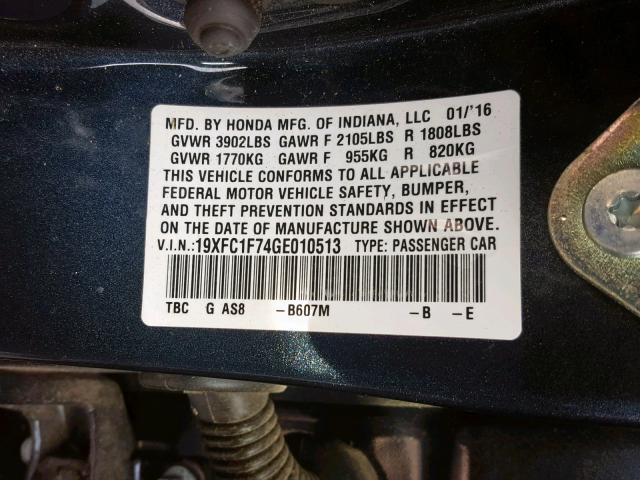 MFD. BY HONDA MFG. OF INDIANA, LLC 01/'16
GVWR 3902LBS GAWR F 2105LBS R 1808LBS
GVWR 1770KG GAWR F 955KG R 820KG
THIS VEHICLE CONFORMS TO ALL APPLICABLE
FEDERAL MOTOR VEHICLE SAFETY, BUMPER,
AND THEFT PREVENTION STANDARDS IN EFFECT
ON THE DATE OF MANUFACTURE SHOWN ABOVE.
V.I.N.:19XFC1F74GE010513 TYPE: PASSENGER CAR
TBC G AS8 -B607M -B -E